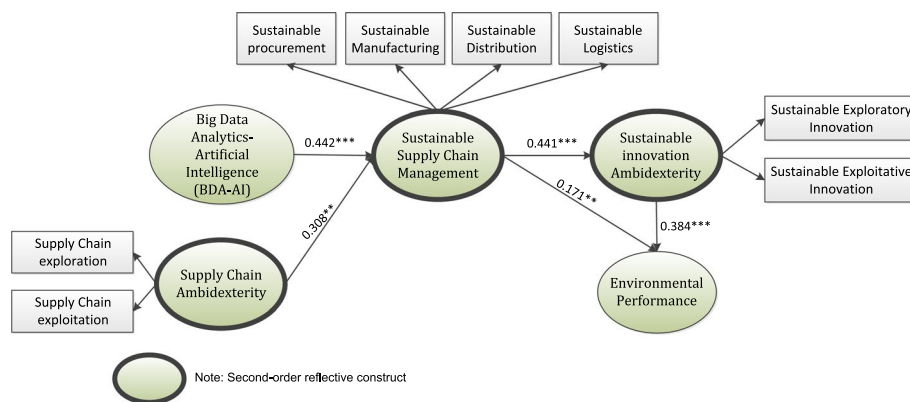 Sustainable
procurement
Sustainable
Manufacturing
Sustainable
Distribution
Sustainable
Logistics
Big Data
Analytics-
Artificial
Intelligence
(BDA-AI)
0.442***
Sustainable
Supply Chain
Management
0.441***
Sustainable
innovation
Ambidexterity
Sustainable Exploratory
Innovation
Sustainable Exploitative
Innovation
0.308**
0.171**
0.384***
Supply Chain
exploration
Supply Chain
exploitation
Supply Chain
Ambidexterity
Environmental
Performance
Note: Second-order reflective construct